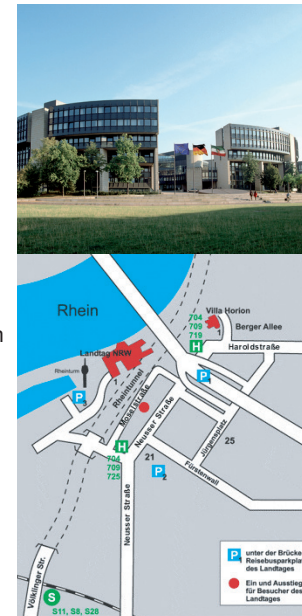 n
Rhein
Villa Horion
704
709
719
Berger Allee
H
Haroldstraße
Landtag NRW
Rheinturm
P
P
Rheintunnel
Moselstraße
Neusser Straße
Jürgensplatz
25
H
704
709
725
21
P
2
Fürstenwall
Neusser Straße
Völklinger Str.
S
S11, S8, S28
P unter der Brücke
Reisebusparkpla
des Landtages
Ein und Ausstieg
für Besucher des
Landtages